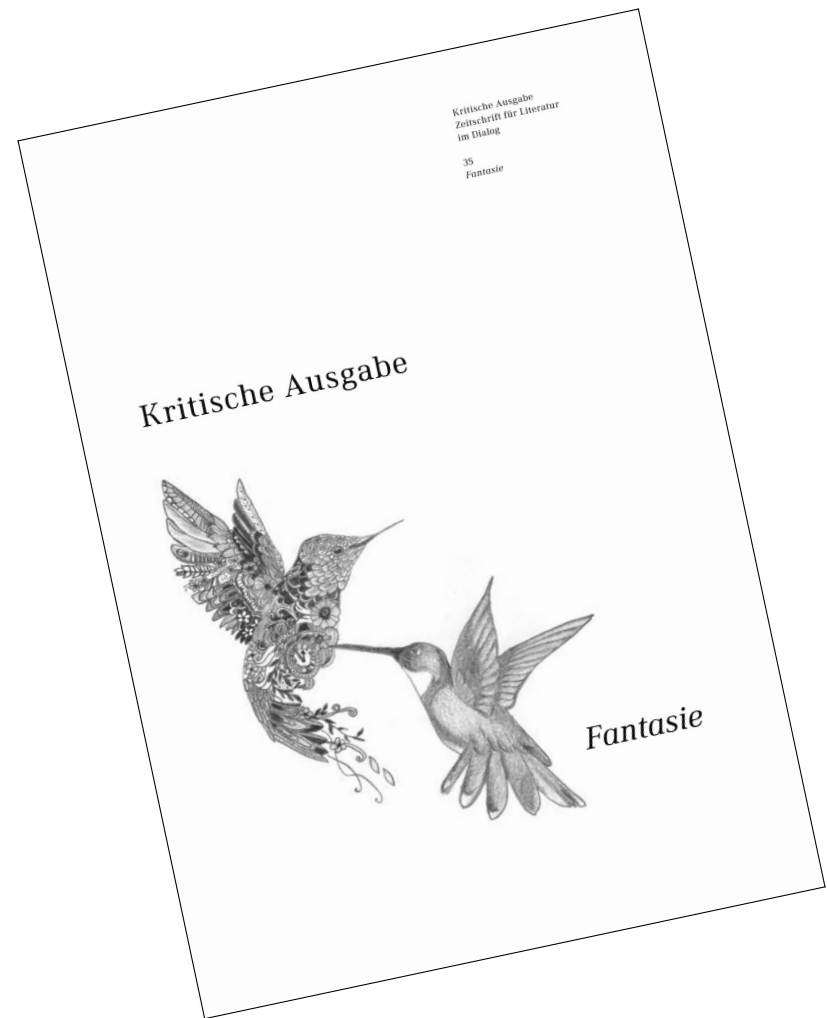 Kritische Ausgabe
Zeitschrift für Literatur
im Dialog
35
Fantasie
Kritische Ausgabe
Fantasie